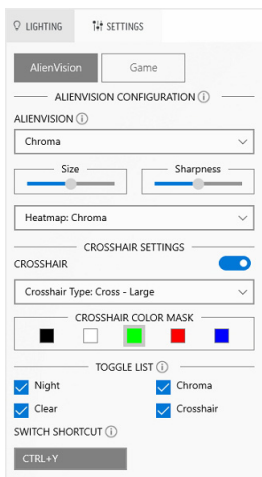 LIGHTING SETTINGS
AlienVision Game
ALIENVISION CONFIGURATION
ALIENVISION
Chroma
Size Sharpness
Heatmap: Chroma
CROSSHAIR SETTINGS
CROSSHAIR
Crosshair Type: Cross - Large
CROSSHAIR COLOR MASK
TOGGLE LIST
Night Chroma
Clear Crosshair
SWITCH SHORTCUT
CTRL+Y